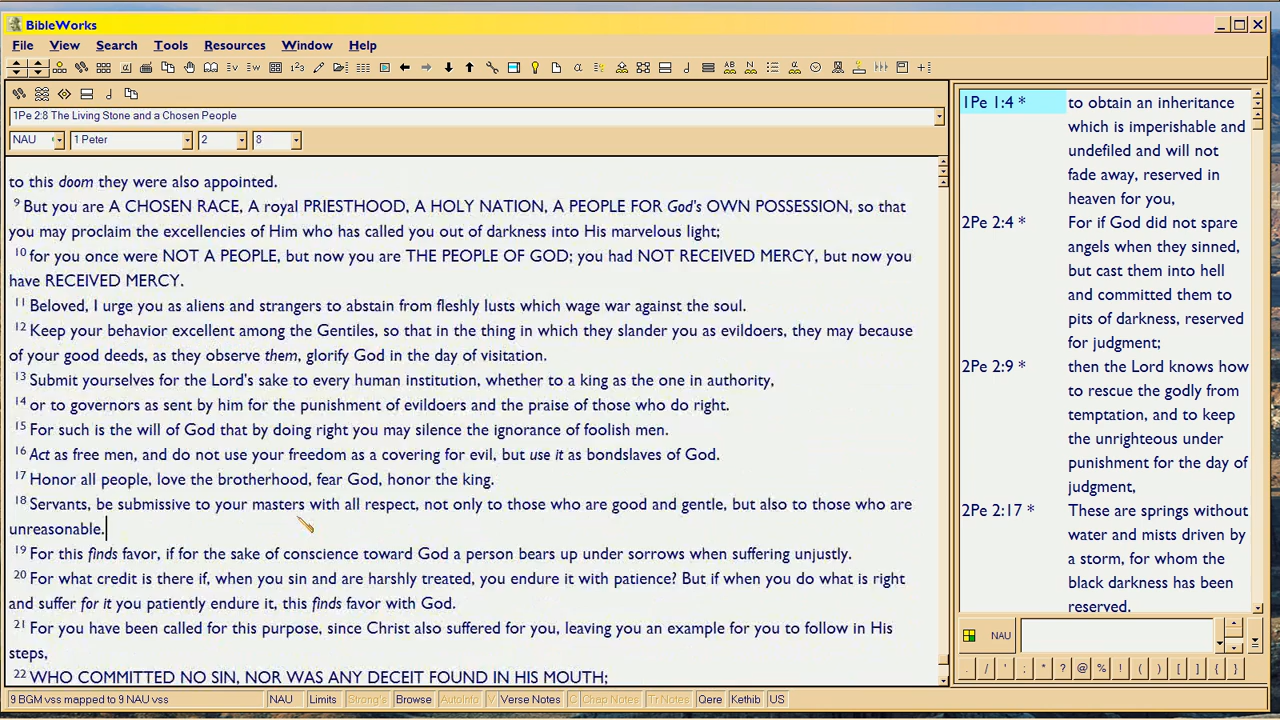 BibleWorks
File View Search Tools Resources Window Help
1Pe 2:8 The Living Stone and a Chosen People
NAU 1 Peter 2 8
to this doom they were also appointed.
9 But you are A CHOSEN RACE, A royal PRIESTHOOD, A HOLY NATION, A PEOPLE FOR God's OWN POSSESSION, so that
you may proclaim the excellencies of Him who has called you out of darkness into His marvelous light;
10 for you once were NOT A PEOPLE, but now you are THE PEOPLE OF GOD; you had NOT RECEIVED MERCY, but now you
have RECEIVED MERCY.
11 Beloved, I urge you as aliens and strangers to abstain from fleshly lusts which wage war against the soul.
12 Keep your behavior excellent among the Gentiles, so that in the thing in which they slander you as evildoers, they may because
of your good deeds, as they observe them, glorify God in the day of visitation.
13 Submit yourselves for the Lord's sake to every human institution, whether to a king as the one in authority,
14 or to governors as sent by him for the punishment of evildoers and the praise of those who do right.
15 For such is the will of God that by doing right you may silence the ignorance of foolish men.
16 Act as free men, and do not use your freedom as a covering for evil, but use it as bondslaves of God.
17 Honor all people, love the brotherhood, fear God, honor the king.
18 Servants, be submissive to your masters with all respect, not only to those who are good and gentle, but also to those who are
unreasonable.
19 For this finds favor, if for the sake of conscience toward God a person bears up under sorrows when suffering unjustly.
20 For what credit is there if, when you sin and are harshly treated, you endure it with patience? But if when you do what is right
and suffer for it you patiently endure it, this finds favor with God.
21 For you have been called for this purpose, since Christ also suffered for you, leaving you an example for you to follow in His
steps,
22 WHO COMMITTED NO SIN, NOR WAS ANY DECEIT FOUND IN HIS MOUTH;
1Pe 1:4 * to obtain an inheritance
which is imperishable and
undefiled and will not
fade away, reserved in
heaven for you,
2Pe 2:4 * For if God did not spare
angels when they sinned,
but cast them into hell
and committed them to
pits of darkness, reserved
for judgment;
2Pe 2:9 * then the Lord knows how
to rescue the godly from
temptation, and to keep
the unrighteous under
punishment for the day of
judgment,
2Pe 2:17 * These are springs without
water and mists driven by
a storm, for whom the
black darkness has been
reserved.
NAU
. / ' ; * ? @ % ! ( ) [ ] { }
9 BGM vss mapped to 9 NAU vss NAU Limits Strong's Browse AutoInfo V Verse Notes C Chap Notes Tr Notes Qere Kethib US